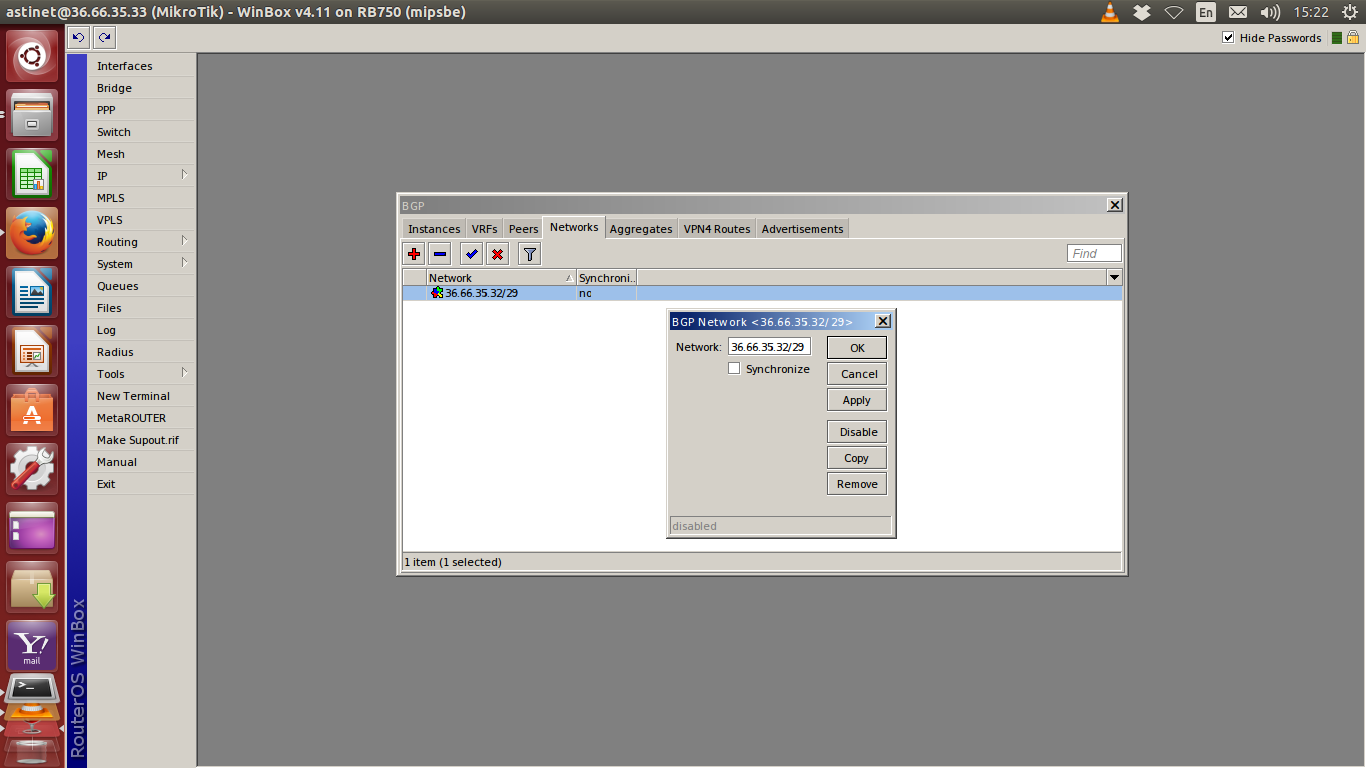 astinet@36.66.35.33 (MikroTik) - WinBox v4.11 on RB750 (mipsbe)
En
15:22
Hide Passwords
Interfaces
Bridge
PPP
Switch
Mesh
IP
MPLS
VPLS
Routing
System
Queues
Files
Log
Radius
Tools
New Terminal
MetaROUTER
Make Supout.rif
Manual
Exit
RouterOS WinBox
BGP
Instances VRFs Peers Networks Aggregates VPN4 Routes Advertisements
Find
Network Synchroni...
36.66.35.32/29 no
BGP Network <36.66.35.32/29>
Network: 36.66.35.32/29
Synchronize
OK
Cancel
Apply
Disable
Copy
Remove
disabled
1 item (1 selected)
A
Y!
mail
>_